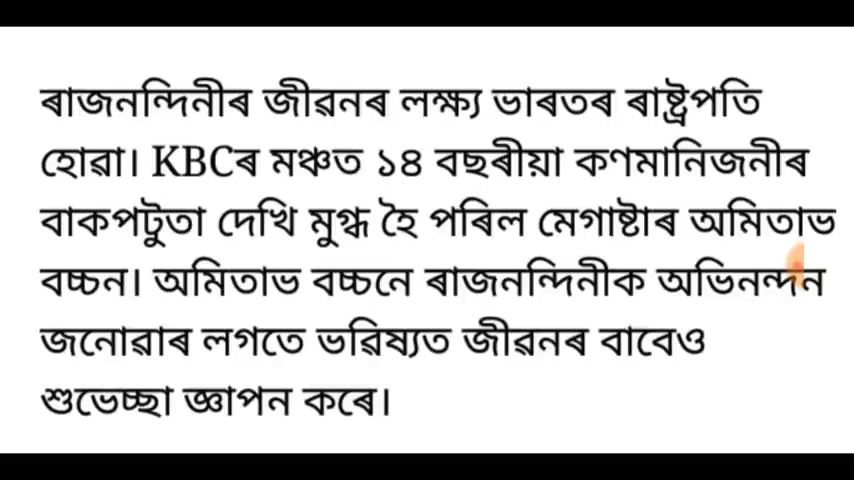 ৰাজনন্দিনীৰ জীৱনৰ লক্ষ্য ভাৰতৰ ৰাষ্ট্ৰপতি
হোৱা। KBCৰ মঞ্চত ১৪ বছৰীয়া কণমানিজনীৰ
বাকপটুতা দেখি মুগ্ধ হৈ পৰিল মেগাষ্টাৰ অমিতাভ
বচ্চন। অমিতাভ বচ্চনে ৰাজনন্দিনীক অভিনন্দন
জনোৱাৰ লগতে ভৱিষ্যত জীৱনৰ বাবেও
শুভেচ্ছা জ্ঞাপন কৰে।